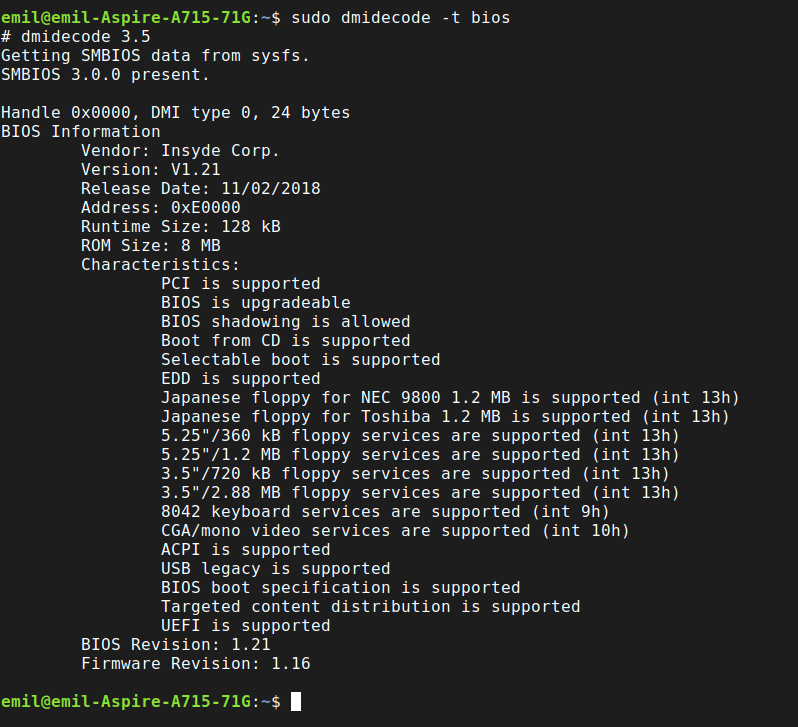 emil@emil-Aspire-A715-71G:~$ sudo dmidecode -t bios
# dmidecode 3.5
Getting SMBIOS data from sysfs.
SMBIOS 3.0.0 present.

Handle 0x0000, DMI type 0, 24 bytes
BIOS Information
        Vendor: Insyde Corp.
        Version: V1.21
        Release Date: 11/02/2018
        Address: 0xE0000
        Runtime Size: 128 kB
        ROM Size: 8 MB
        Characteristics:
                PCI is supported
                BIOS is upgradeable
                BIOS shadowing is allowed
                Boot from CD is supported
                Selectable boot is supported
                EDD is supported
                Japanese floppy for NEC 9800 1.2 MB is supported (int 13h)
                Japanese floppy for Toshiba 1.2 MB is supported (int 13h)
                5.25"/360 kB floppy services are supported (int 13h)
                5.25"/1.2 MB floppy services are supported (int 13h)
                3.5"/720 kB floppy services are supported (int 13h)
                3.5"/2.88 MB floppy services are supported (int 13h)
                8042 keyboard services are supported (int 9h)
                CGA/mono video services are supported (int 10h)
                ACPI is supported
                USB legacy is supported
                BIOS boot specification is supported
                Targeted content distribution is supported
                UEFI is supported
        BIOS Revision: 1.21
        Firmware Revision: 1.16

emil@emil-Aspire-A715-71G:~$